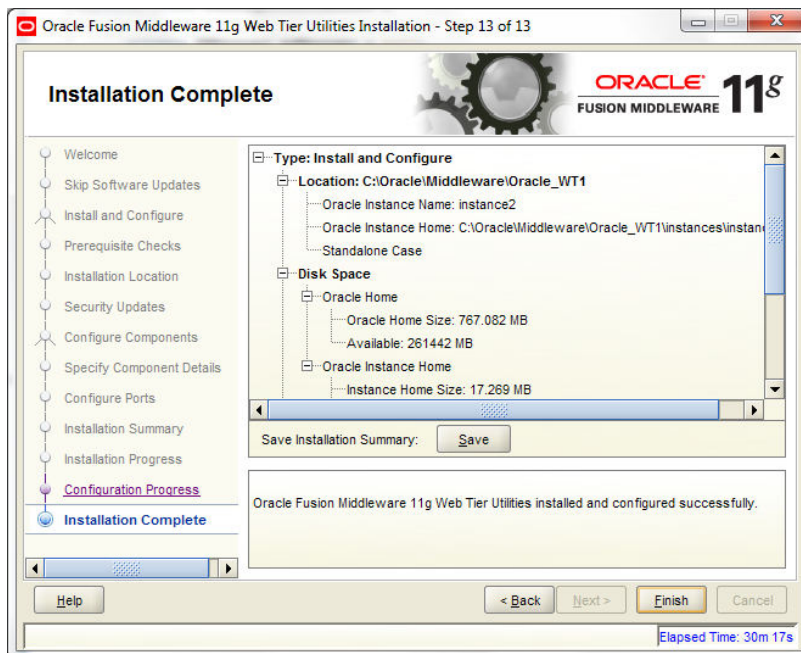 Oracle Fusion Middleware 11g Web Tier Utilities Installation - Step 13 of 13
Installation Complete
ORACLE
FUSION MIDDLEWARE 11g
Welcome
Skip Software Updates
Install and Configure
Prerequisite Checks
Installation Location
Security Updates
Configure Components
Specify Component Details
Configure Ports
Installation Summary
Installation Progress
Configuration Progress
Installation Complete
Type: Install and Configure
Location: C:\Oracle\Middleware\Oracle_WT1
Oracle Instance Name: instance2
Oracle Instance Home: C:\Oracle\Middleware\Oracle_WT1\instances\instan
Standalone Case
Disk Space
Oracle Home
Oracle Home Size: 767.082 MB
Available: 261442 MB
Oracle Instance Home
Instance Home Size: 17.269 MB
Save Installation Summary: Save
Oracle Fusion Middleware 11g Web Tier Utilities installed and configured successfully.
Help < Back Next > Finish Cancel
Elapsed Time: 30m 17s